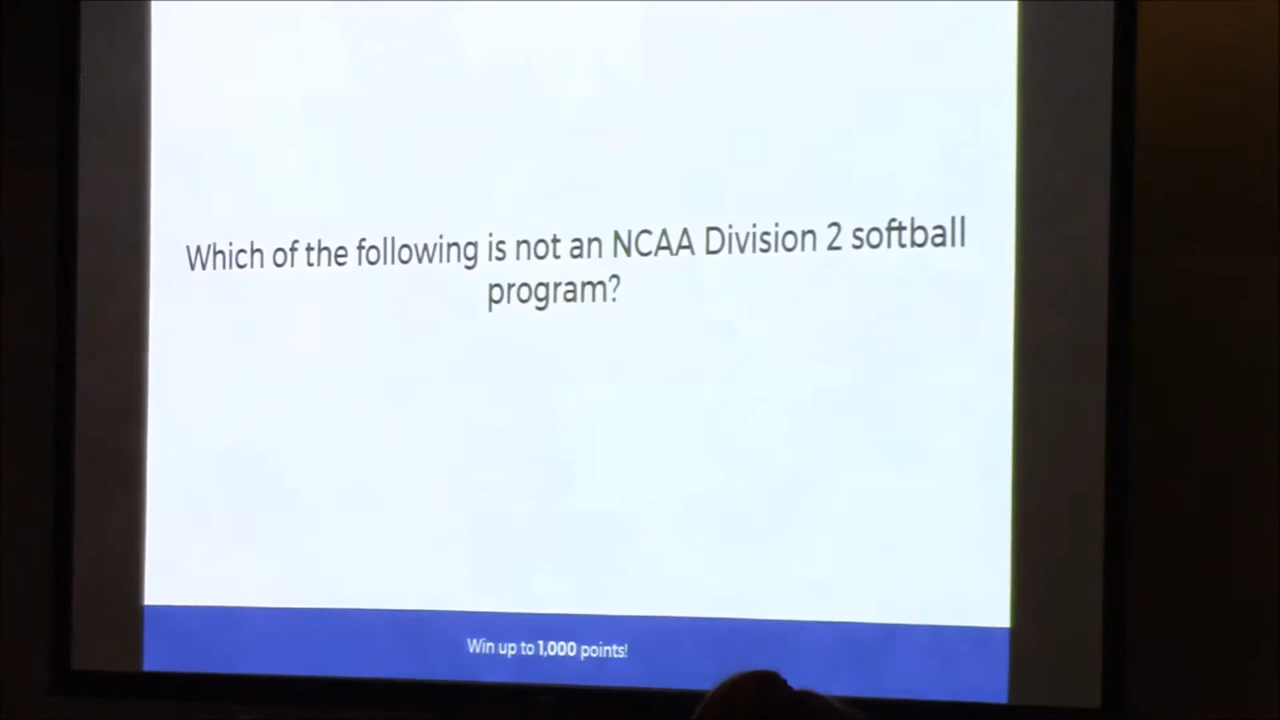 Which of the following is not an NCAA Division 2 softball
program?
Win up to 1,000 points!